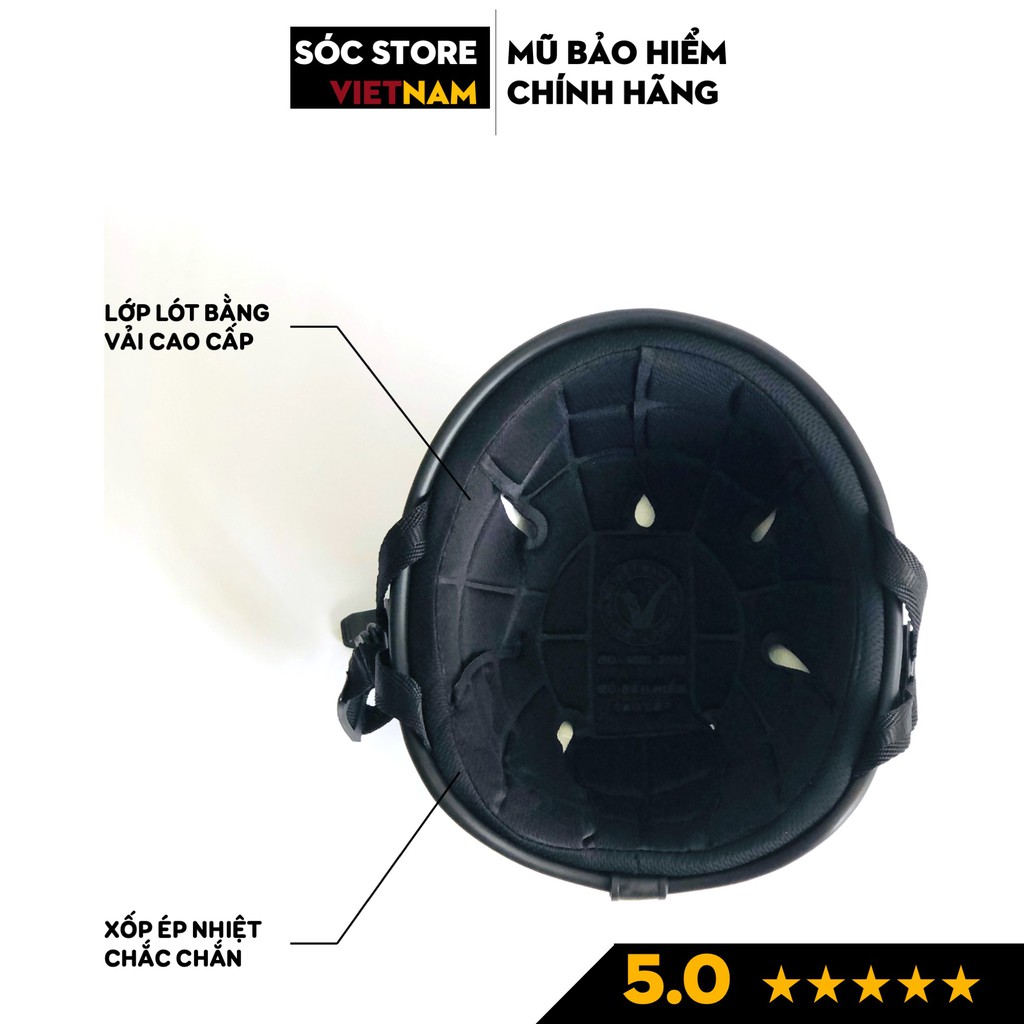 SÓC STORE
VIETNAM
MŨ BẢO HIỂM
CHÍNH HÃNG
LỚP LÓT BẰNG
VẢI CAO CẤP
XỐP ÉP NHIỆT
CHẮC CHẮN
5.0